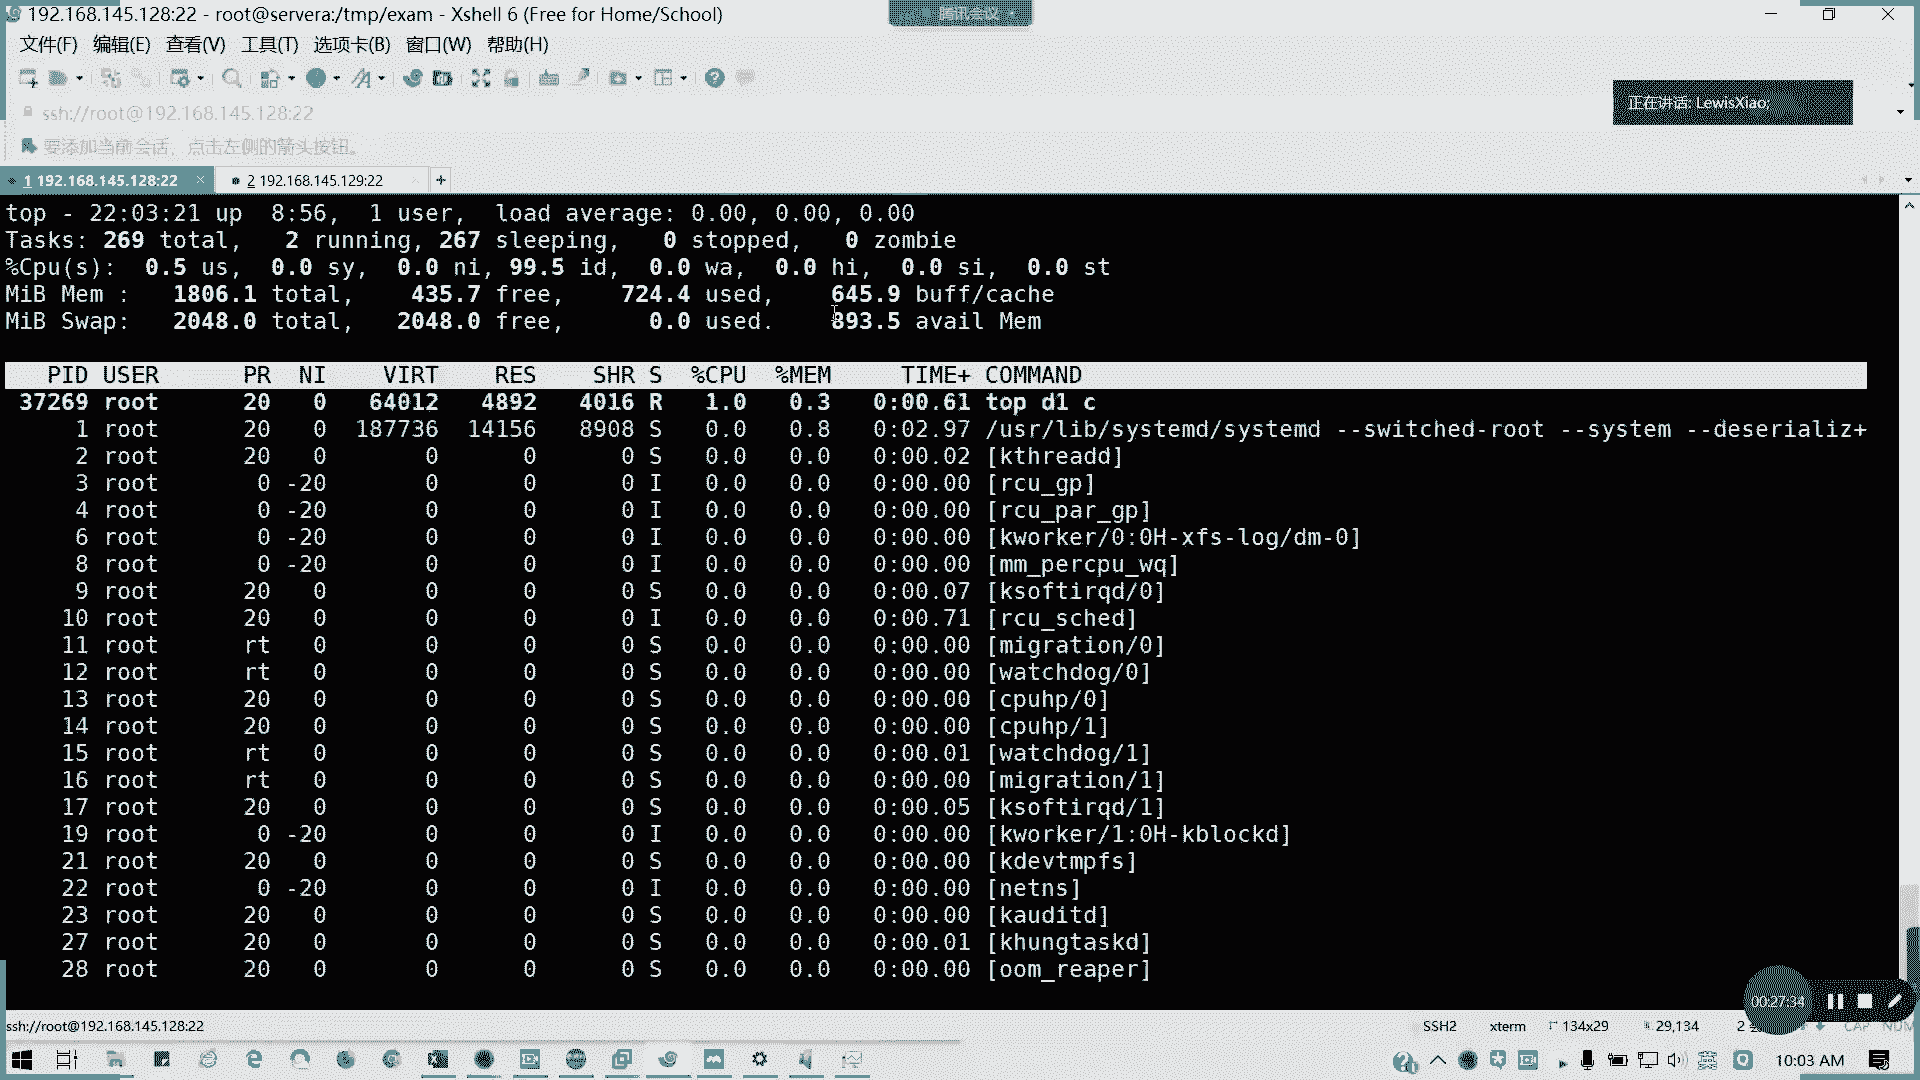 192.168.145.128:22 - root@servera:/tmp/exam - Xshell 6 (Free for Home/School)
腾讯会议
文件(F) 编辑(E) 查看(V) 工具(T) 选项卡(B) 窗口(W) 帮助(H)
ssh://root@192.168.145.128:22
正在讲话: LewisXiao;
要添加当前会话，点击左侧的箭头按钮。
1 192.168.145.128:22 × 2 192.168.145.129:22 +
top - 22:03:21 up  8:56,  1 user,  load average: 0.00, 0.00, 0.00
Tasks: 269 total,   2 running, 267 sleeping,   0 stopped,   0 zombie
%Cpu(s):  0.5 us,  0.0 sy,  0.0 ni, 99.5 id,  0.0 wa,  0.0 hi,  0.0 si,  0.0 st
MiB Mem :   1806.1 total,    435.7 free,    724.4 used,    645.9 buff/cache
MiB Swap:   2048.0 total,   2048.0 free,      0.0 used.    893.5 avail Mem
PID USER      PR  NI    VIRT    RES    SHR S  %CPU  %MEM     TIME+ COMMAND
37269 root      20   0   64012   4892   4016 R   1.0   0.3   0:00.61 top d1 c
1 root      20   0  187736  14156   8908 S   0.0   0.8   0:02.97 /usr/lib/systemd/systemd --switched-root --system --deserializ+
2 root      20   0       0      0      0 S   0.0   0.0   0:00.02 [kthreadd]
3 root       0 -20       0      0      0 I   0.0   0.0   0:00.00 [rcu_gp]
4 root       0 -20       0      0      0 I   0.0   0.0   0:00.00 [rcu_par_gp]
6 root       0 -20       0      0      0 I   0.0   0.0   0:00.00 [kworker/0:0H-xfs-log/dm-0]
8 root       0 -20       0      0      0 I   0.0   0.0   0:00.00 [mm_percpu_wq]
9 root      20   0       0      0      0 S   0.0   0.0   0:00.07 [ksoftirqd/0]
10 root      20   0       0      0      0 I   0.0   0.0   0:00.71 [rcu_sched]
11 root      rt   0       0      0      0 S   0.0   0.0   0:00.00 [migration/0]
12 root      rt   0       0      0      0 S   0.0   0.0   0:00.00 [watchdog/0]
13 root      20   0       0      0      0 S   0.0   0.0   0:00.00 [cpuhp/0]
14 root      20   0       0      0      0 S   0.0   0.0   0:00.00 [cpuhp/1]
15 root      rt   0       0      0      0 S   0.0   0.0   0:00.01 [watchdog/1]
16 root      rt   0       0      0      0 S   0.0   0.0   0:00.00 [migration/1]
17 root      20   0       0      0      0 S   0.0   0.0   0:00.05 [ksoftirqd/1]
19 root       0 -20       0      0      0 I   0.0   0.0   0:00.00 [kworker/1:0H-kblockd]
21 root      20   0       0      0      0 S   0.0   0.0   0:00.00 [kdevtmpfs]
22 root       0 -20       0      0      0 I   0.0   0.0   0:00.00 [netns]
23 root      20   0       0      0      0 S   0.0   0.0   0:00.00 [kauditd]
27 root      20   0       0      0      0 S   0.0   0.0   0:00.01 [khungtaskd]
28 root      20   0       0      0      0 S   0.0   0.0   0:00.00 [oom_reaper]
00:27:34
ssh://root@192.168.145.128:22 SSH2 xterm 134x29 29,134 2 CAP NUM
英 10:03 AM